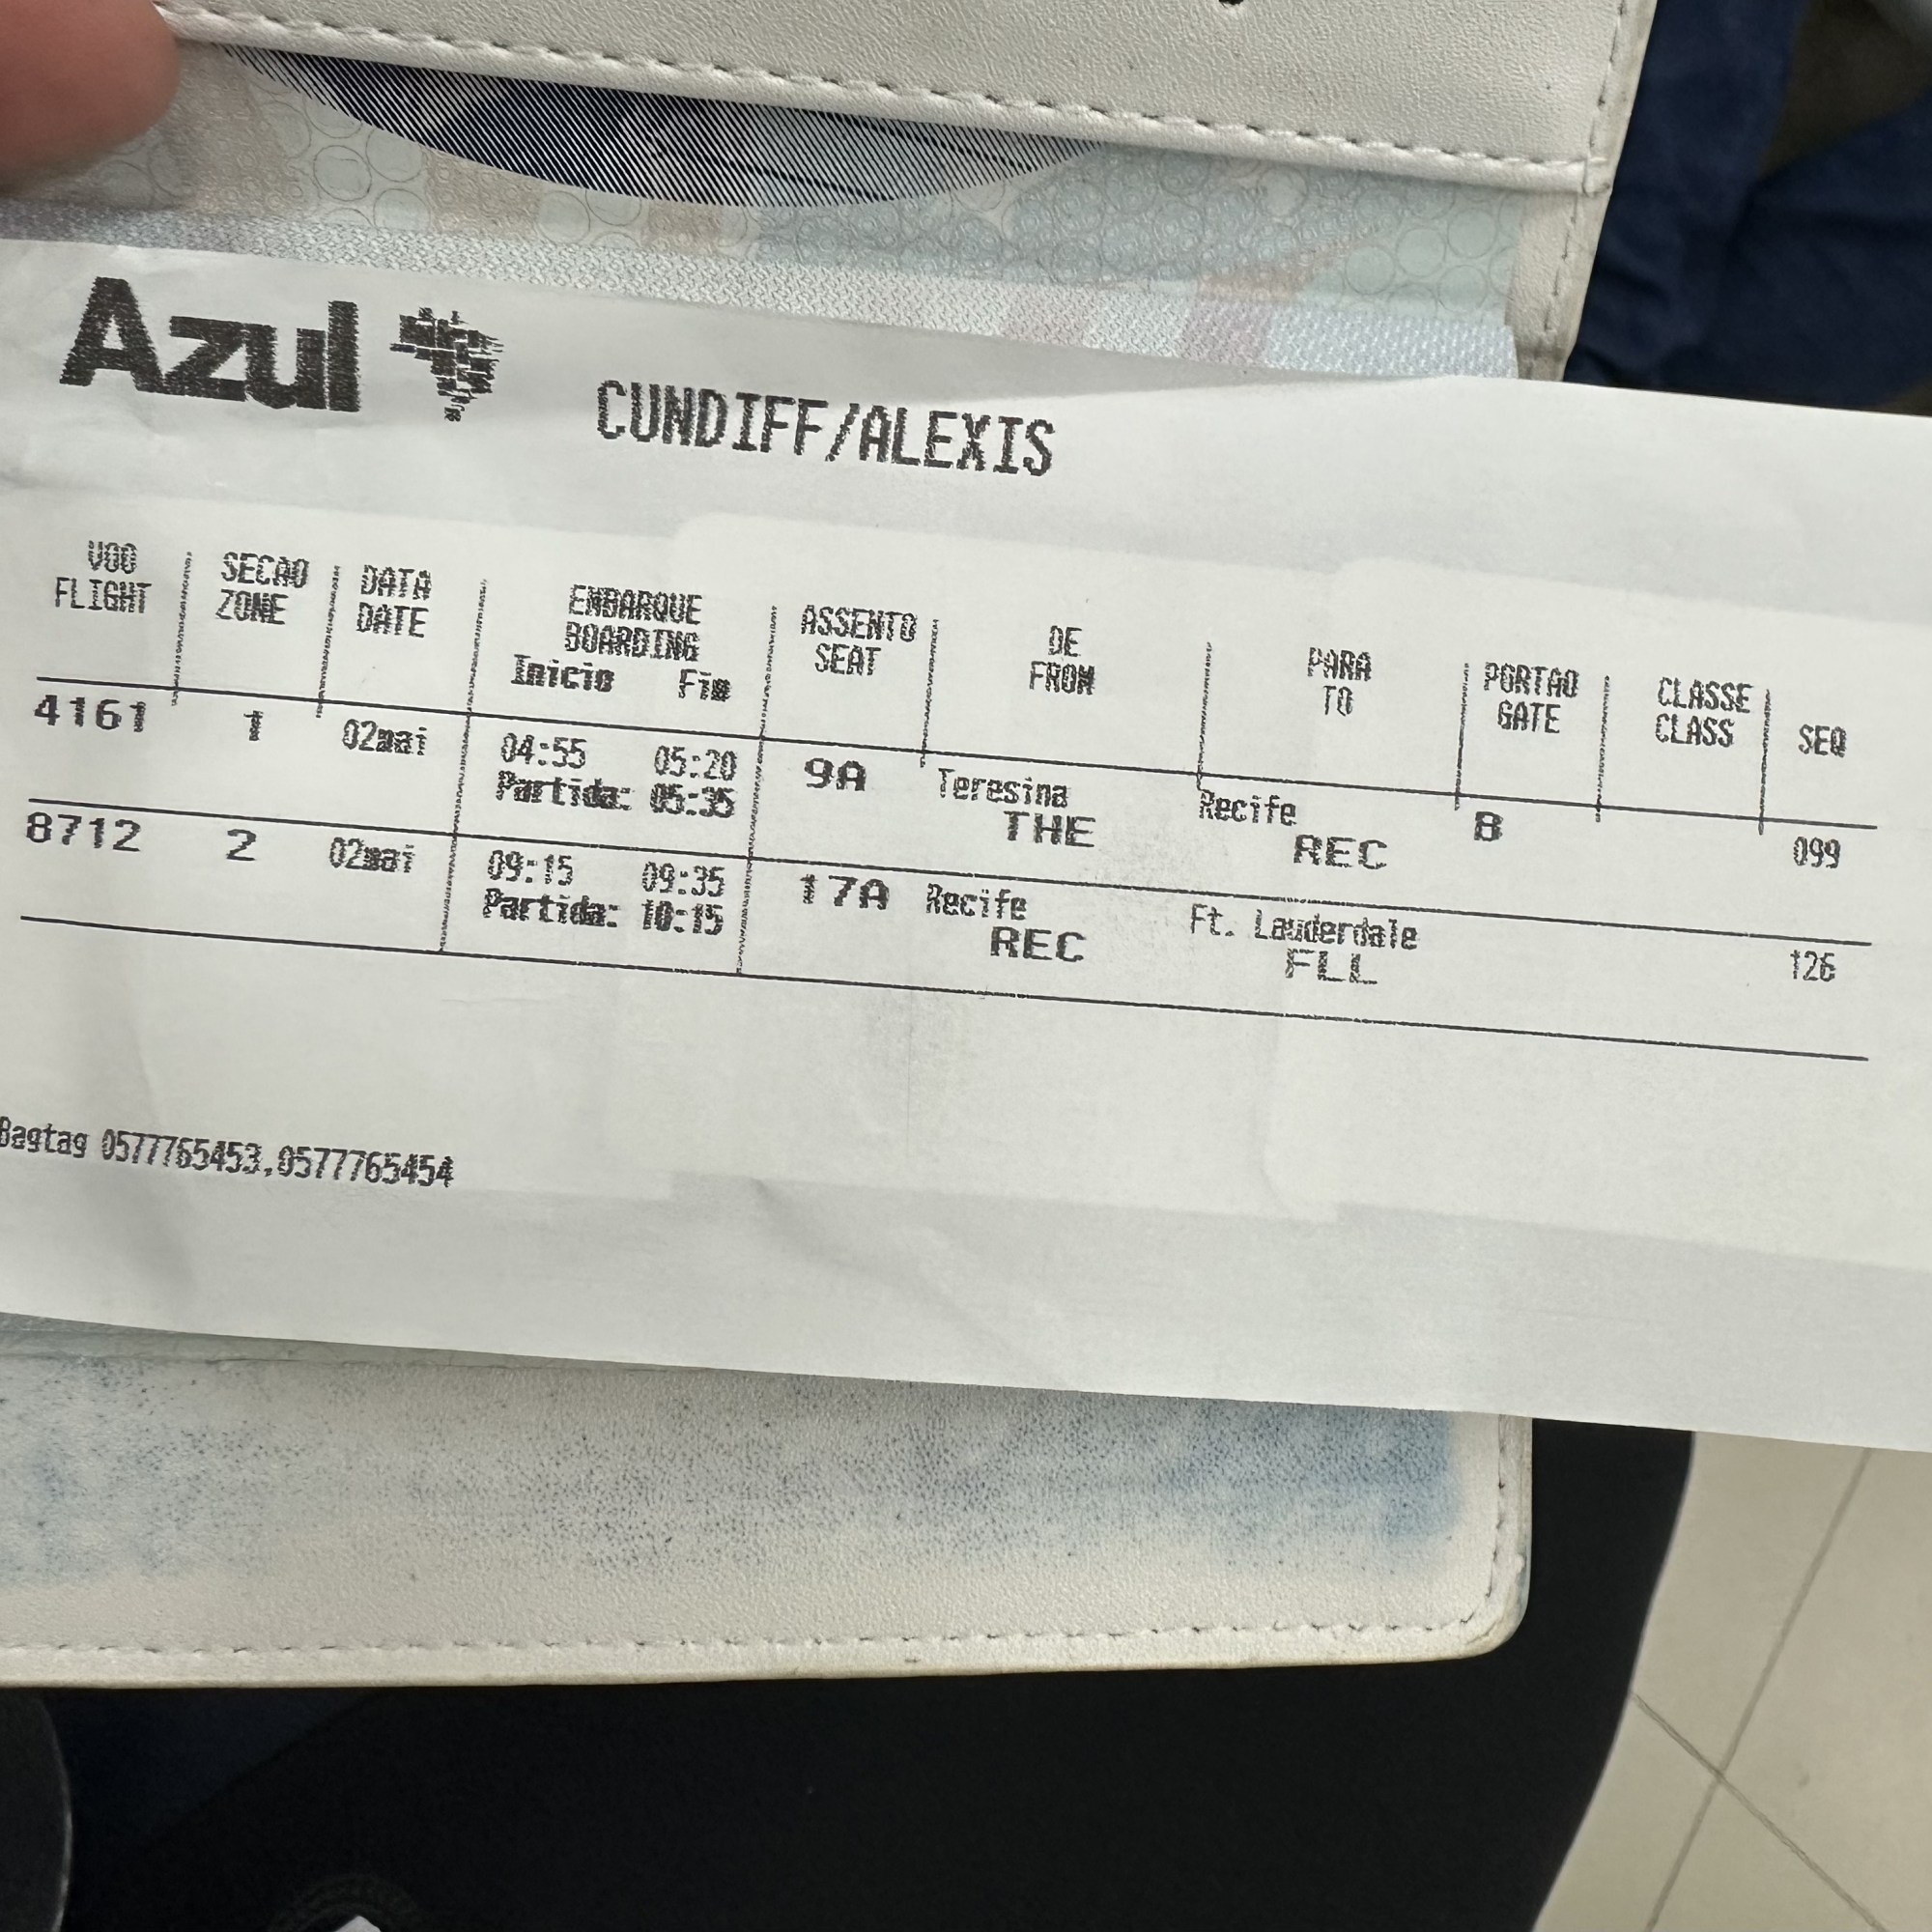 Azul
CUNDIFF/ALEXIS
VOO SECAO DATA EMBARQUE ASSENTO DE PARA PORTAO CLASSE SEQ
FLIGHT ZONE DATE BOARDING SEAT FROM TO GATE CLASS
Inicio Fim
4161 1 02mai 04:55 05:20 9A Teresina Recife 8 099
Partida: 05:35 THE REC
8712 2 02mai 09:15 09:35 17A Recife Ft. Lauderdale 126
Partida: 10:15 REC FLL
Bagtag 0577765453,0577765454